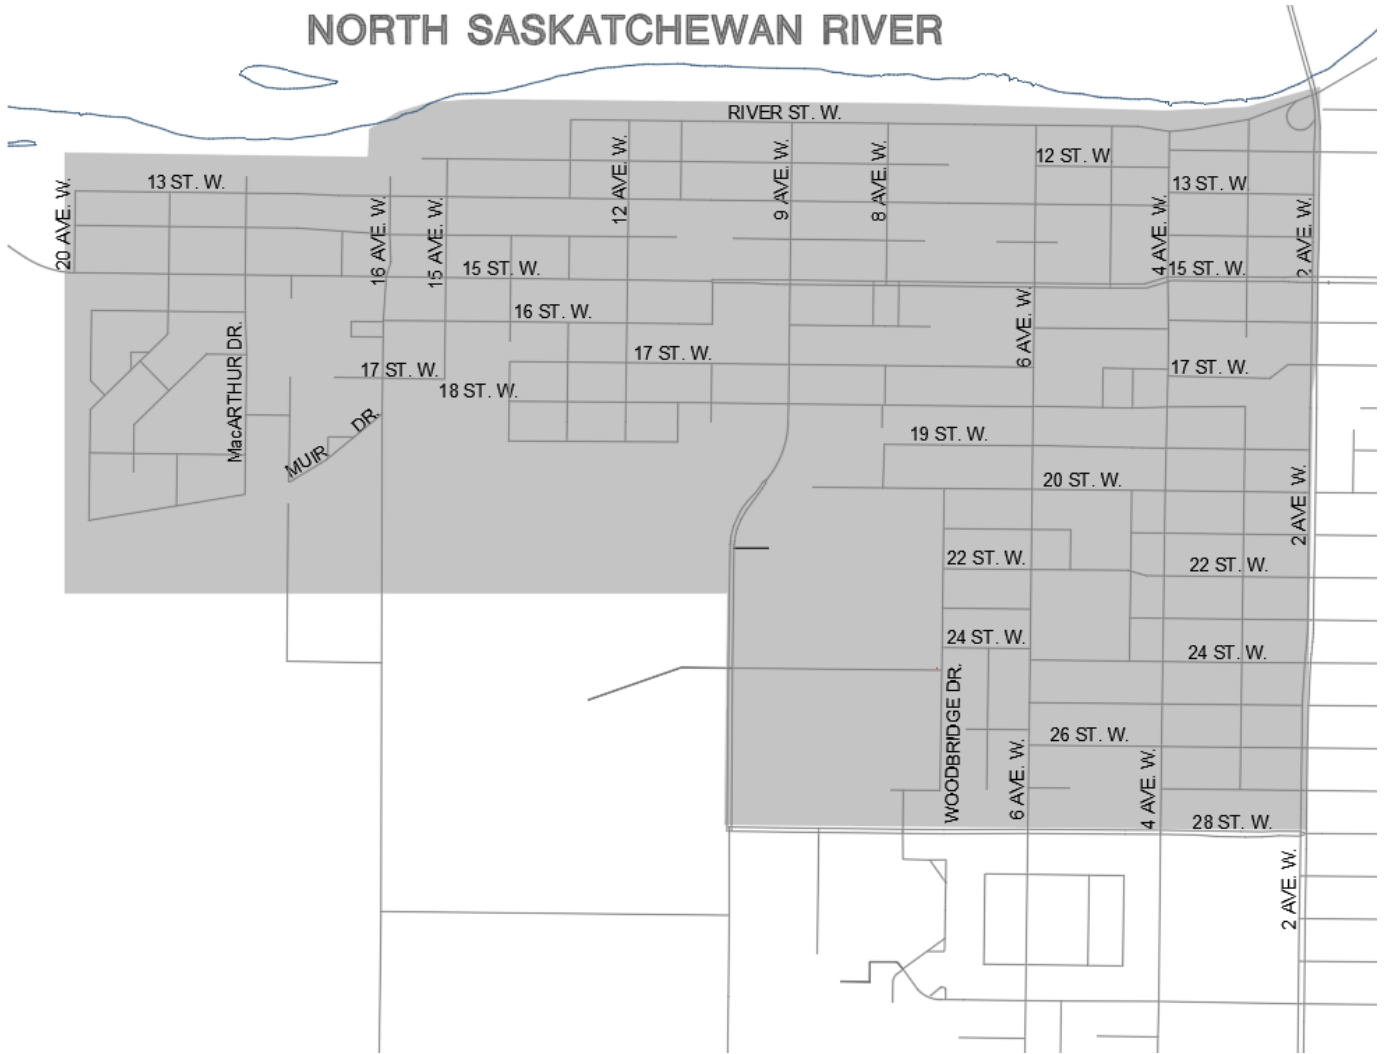 NORTH SASKATCHEWAN RIVER
RIVER ST. W.
12 AVE. W.
9 AVE. W.
8 AVE. W.
12 ST. W.
13 ST. W.
13 ST. W.
20 AVE. W.
16 AVE. W.
15 AVE. W.
4 AVE. W.
2 AVE. W.
15 ST. W.
15 ST. W.
16 ST. W.
6 AVE. W.
MacARTHUR DR.
17 ST. W.
17 ST. W.
17 ST. W.
18 ST. W.
MUIR DR.
19 ST. W.
20 ST. W.
2 AVE W.
22 ST. W.
22 ST. W.
24 ST. W.
24 ST. W.
WOODBRIDGE DR.
26 ST. W.
6 AVE. W.
4 AVE. W.
28 ST. W.
2 AVE. W.